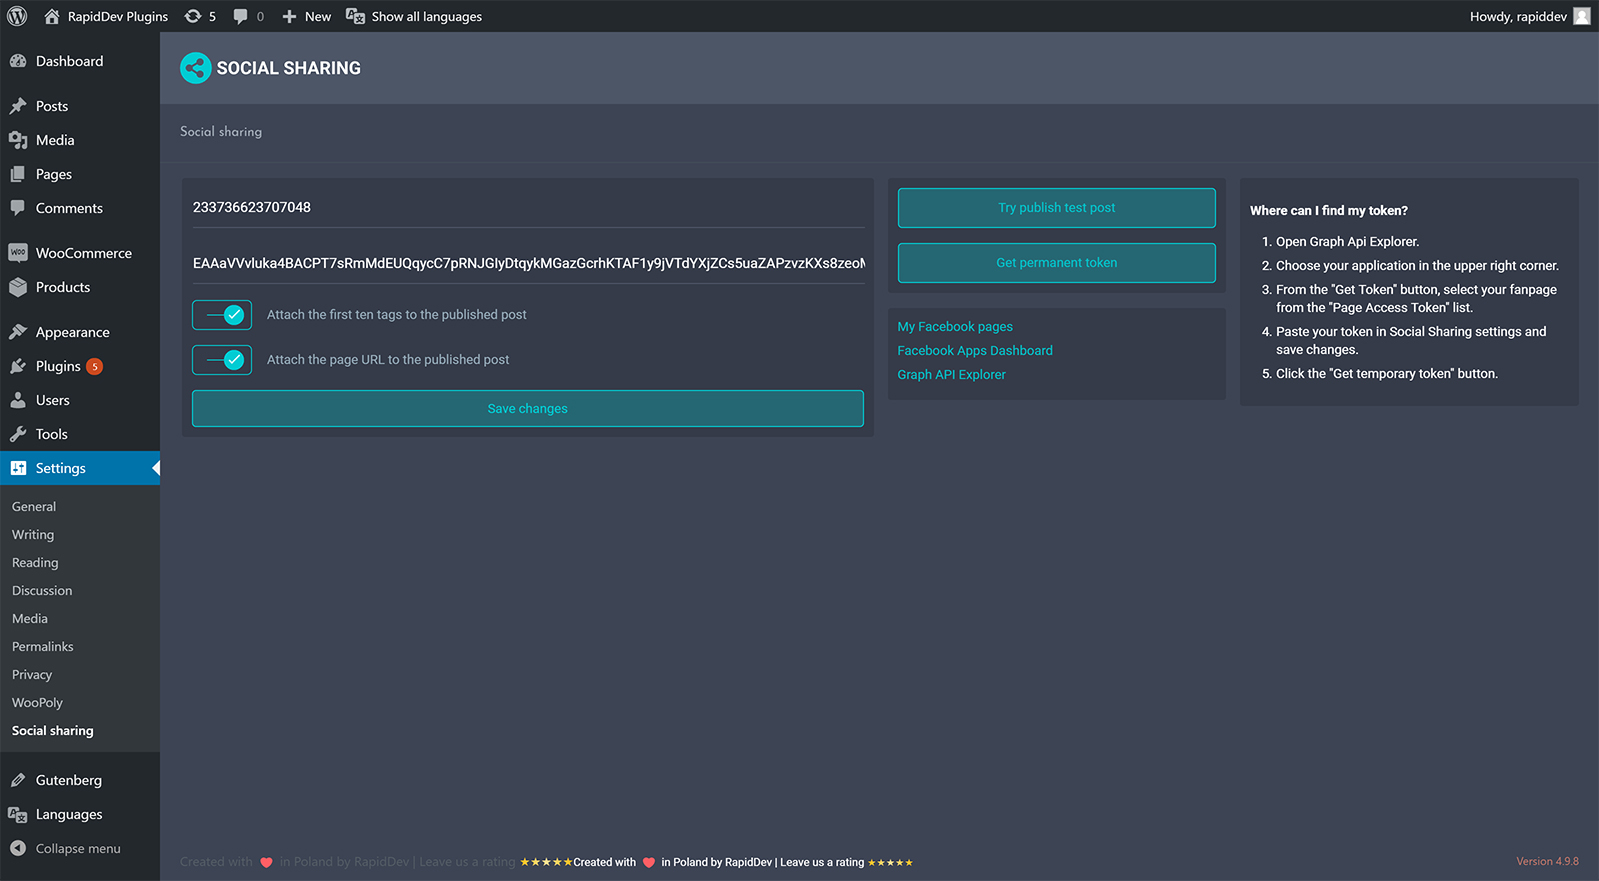 RapidDev Plugins 5 0 New Show all languages Howdy, rapiddev
Dashboard
Posts
Media
Pages
Comments
WooCommerce
Products
Appearance
Plugins 5
Users
Tools
Settings
General
Writing
Reading
Discussion
Media
Permalinks
Privacy
WooPoly
Social sharing
Gutenberg
Languages
Collapse menu
SOCIAL SHARING
Social sharing
233736623707048
Attach the first ten tags to the published post
Attach the page URL to the published post
Save changes
Try publish test post
Get permanent token
My Facebook pages
Facebook Apps Dashboard
Graph API Explorer
Where can I find my token?
1. Open Graph Api Explorer.
2. Choose your application in the upper right corner.
3. From the "Get Token" button, select your fanpage
from the "Page Access Token" list.
4. Paste your token in Social Sharing settings and
save changes.
5. Click the "Get temporary token" button.
Created with ❤ in Poland by RapidDev | Leave us a rating ★★★★★Created with ❤ in Poland by RapidDev | Leave us a rating ★★★★★
Version 4.9.8